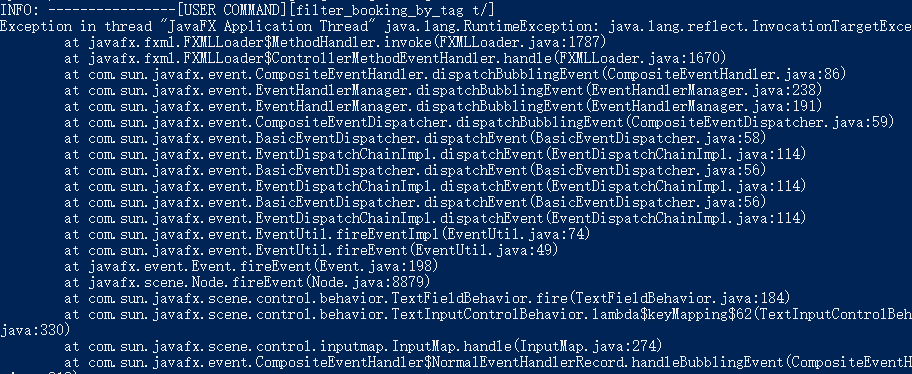 INFO: ----------------[USER COMMAND][filter_booking_by_tag t/]
Exception in thread "JavaFX Application Thread" java.lang.RuntimeException: java.lang.reflect.InvocationTargetExce
at javafx.fxml.FXMLLoader$MethodHandler.invoke(FXMLLoader.java:1787)
at javafx.fxml.FXMLLoader$ControllerMethodEventHandler.handle(FXMLLoader.java:1670)
at com.sun.javafx.event.CompositeEventHandler.dispatchBubblingEvent(CompositeEventHandler.java:86)
at com.sun.javafx.event.EventHandlerManager.dispatchBubblingEvent(EventHandlerManager.java:238)
at com.sun.javafx.event.EventHandlerManager.dispatchBubblingEvent(EventHandlerManager.java:191)
at com.sun.javafx.event.CompositeEventDispatcher.dispatchBubblingEvent(CompositeEventDispatcher.java:59)
at com.sun.javafx.event.BasicEventDispatcher.dispatchEvent(BasicEventDispatcher.java:58)
at com.sun.javafx.event.EventDispatchChainImpl.dispatchEvent(EventDispatchChainImpl.java:114)
at com.sun.javafx.event.BasicEventDispatcher.dispatchEvent(BasicEventDispatcher.java:56)
at com.sun.javafx.event.EventDispatchChainImpl.dispatchEvent(EventDispatchChainImpl.java:114)
at com.sun.javafx.event.BasicEventDispatcher.dispatchEvent(BasicEventDispatcher.java:56)
at com.sun.javafx.event.EventDispatchChainImpl.dispatchEvent(EventDispatchChainImpl.java:114)
at com.sun.javafx.event.EventUtil.fireEventImpl(EventUtil.java:74)
at com.sun.javafx.event.EventUtil.fireEvent(EventUtil.java:49)
at javafx.event.Event.fireEvent(Event.java:198)
at javafx.scene.Node.fireEvent(Node.java:8879)
at com.sun.javafx.scene.control.behavior.TextFieldBehavior.fire(TextFieldBehavior.java:184)
at com.sun.javafx.scene.control.behavior.TextInputControlBehavior.lambda$keyMapping$62(TextInputControlBeh
java:330)
at com.sun.javafx.scene.control.inputmap.InputMap.handle(InputMap.java:274)
at com.sun.javafx.event.CompositeEventHandler$NormalEventHandlerRecord.handleBubblingEvent(CompositeEventH